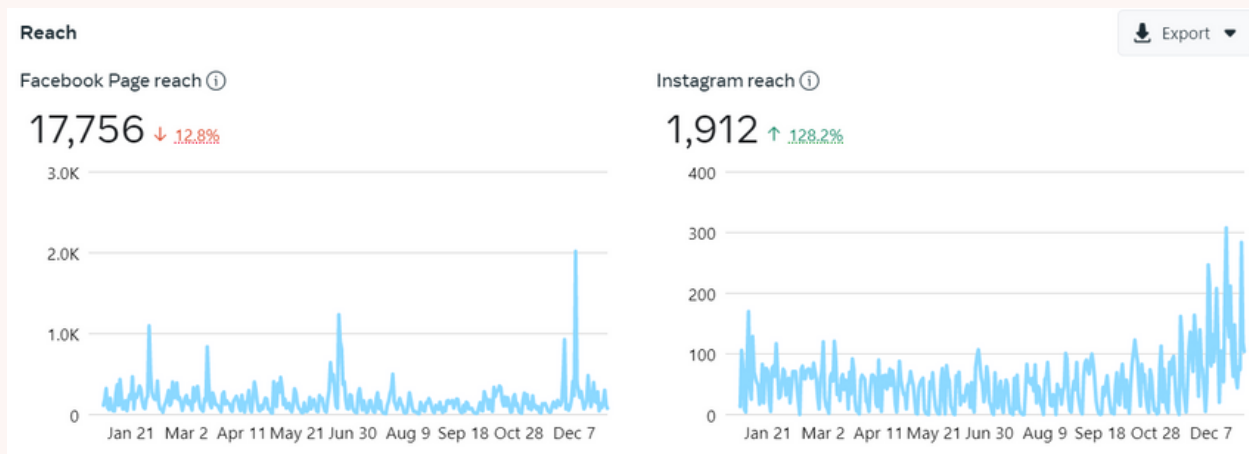 Reach
Export
Facebook Page reach
17,756 ↓ 12.8%
3.0K
2.0K
1.0K
0
Jan 21 Mar 2 Apr 11 May 21 Jun 30 Aug 9 Sep 18 Oct 28 Dec 7
Instagram reach
1,912 ↑ 128.2%
400
300
200
100
0
Jan 21 Mar 2 Apr 11 May 21 Jun 30 Aug 9 Sep 18 Oct 28 Dec 7